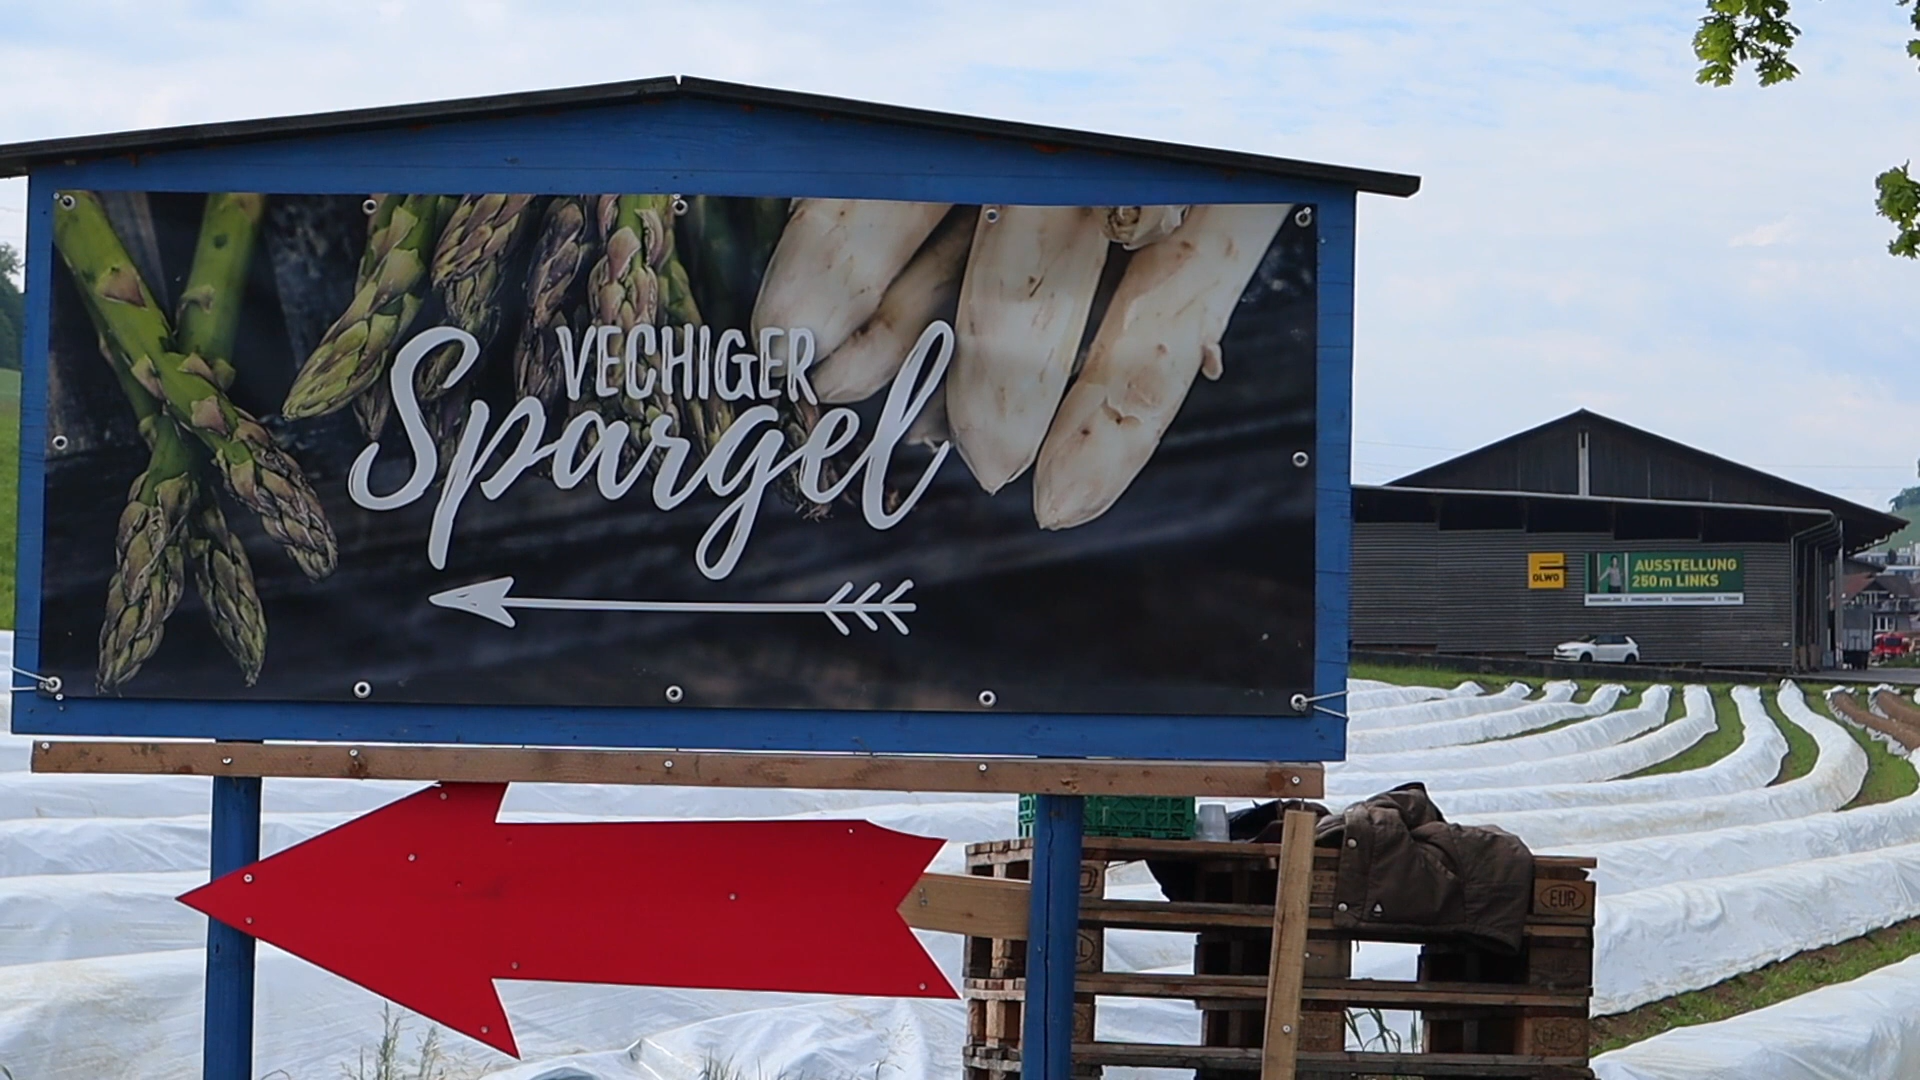 VECHIGER
Spargel
OLWO
AUSSTELLUNG
250 m LINKS
EUR